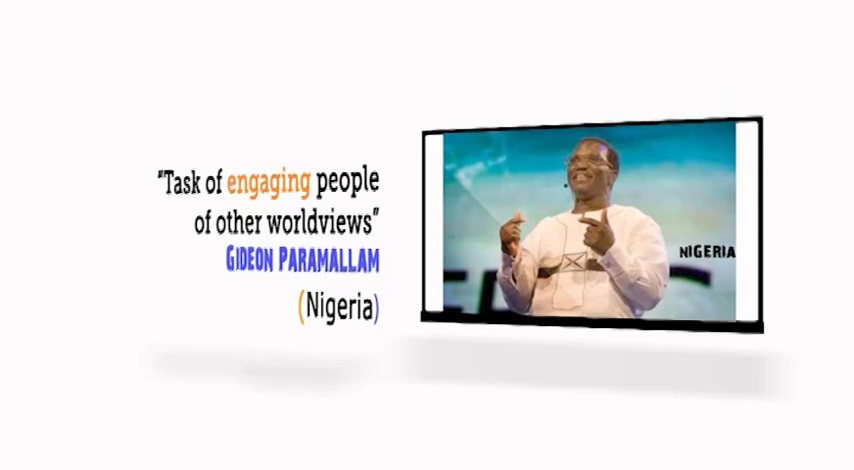 “Task of engaging people
of other worldviews”
GIDEON PARAMALLAM
(Nigeria)
NIGERIA